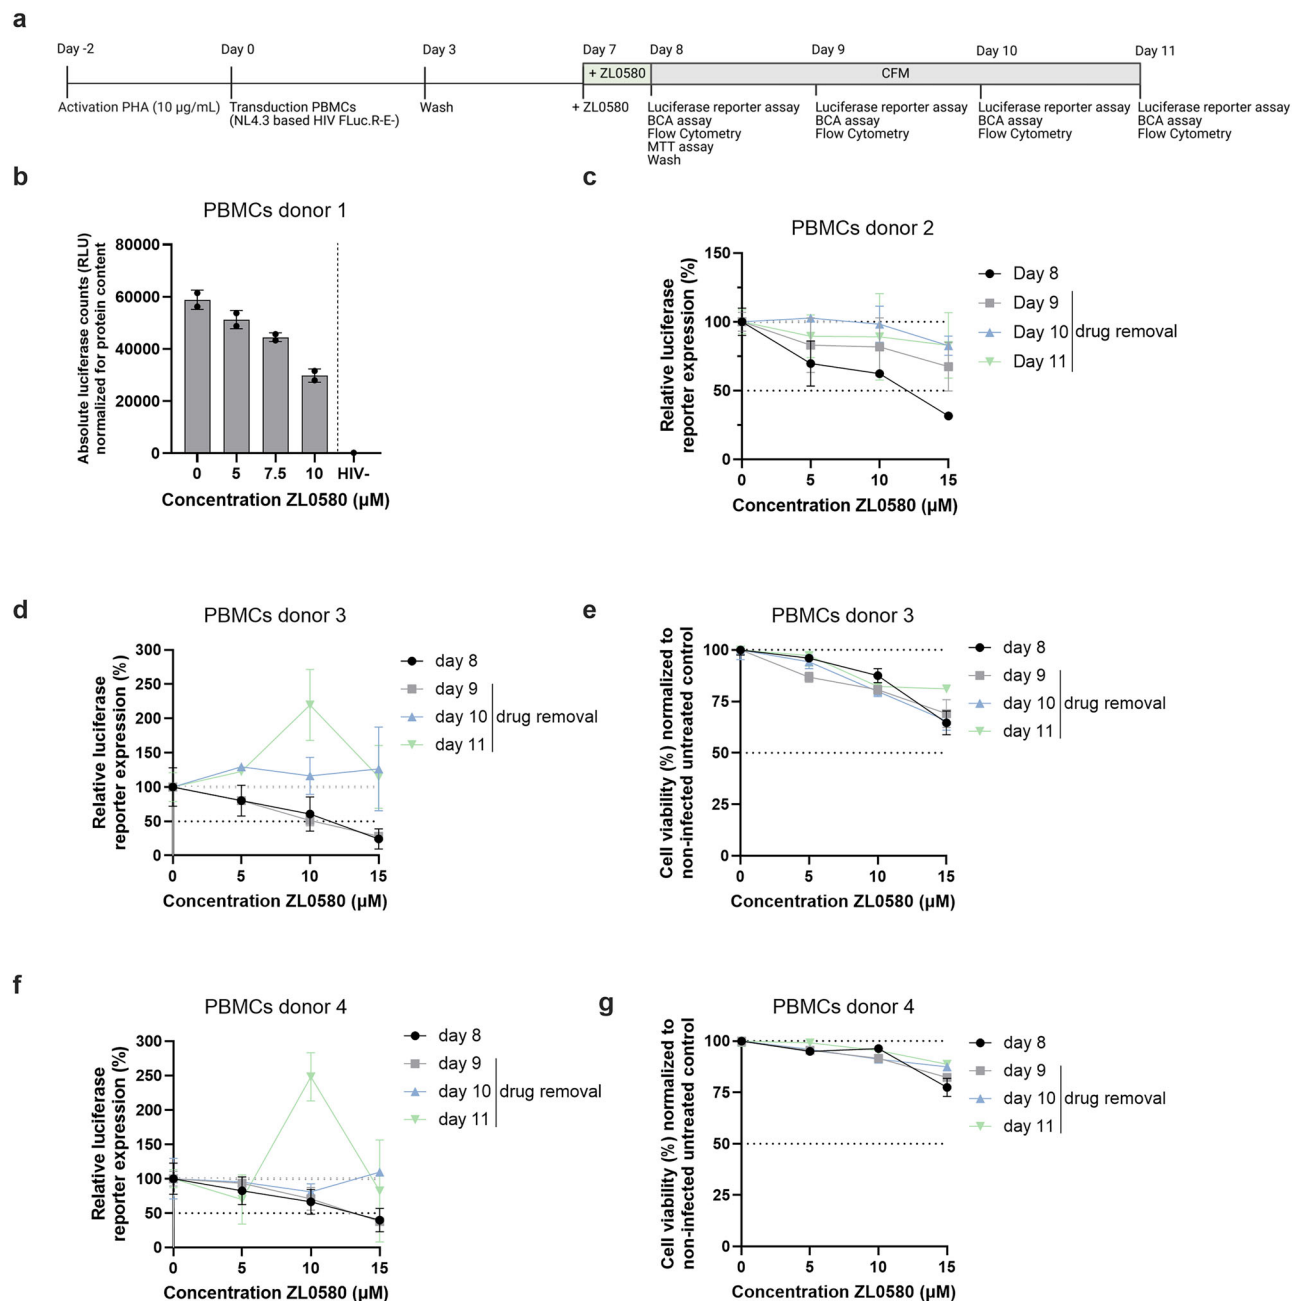 a
Day -2 Day 0 Day 3 Day 7 Day 8 Day 9 Day 10 Day 11
+ ZL0580 CFM
Activation PHA (10 µg/mL) Transduction PBMCs Wash + ZL0580 Luciferase reporter assay Luciferase reporter assay Luciferase reporter assay Luciferase reporter assay
(NL4.3 based HIV FLuc.R-E-) BCA assay BCA assay BCA assay BCA assay
Flow Cytometry Flow Cytometry Flow Cytometry Flow Cytometry
MTT assay
Wash
b
PBMCs donor 1
Absolute luciferase counts (RLU)
normalized for protein content
80000
60000
40000
20000
0
0 5 7.5 10 HIV-
Concentration ZL0580 (µM)
c
PBMCs donor 2
Relative luciferase
reporter expression (%)
150
100
50
0
0 5 10 15
Concentration ZL0580 (µM)
Day 8
Day 9
Day 10 drug removal
Day 11
d
PBMCs donor 3
Relative luciferase
reporter expression (%)
300
250
200
150
100
50
0
0 5 10 15
Concentration ZL0580 (µM)
day 8
day 9
day 10 drug removal
day 11
e
PBMCs donor 3
Cell viability (%) normalized to
non-infected untreated control
100
75
50
25
0
0 5 10 15
Concentration ZL0580 (µM)
day 8
day 9
day 10 drug removal
day 11
f
PBMCs donor 4
Relative luciferase
reporter expression (%)
300
250
200
150
100
50
0
0 5 10 15
Concentration ZL0580 (µM)
day 8
day 9
day 10 drug removal
day 11
g
PBMCs donor 4
Cell viability (%) normalized to
non-infected untreated control
100
75
50
25
0
0 5 10 15
Concentration ZL0580 (µM)
day 8
day 9
day 10 drug removal
day 11